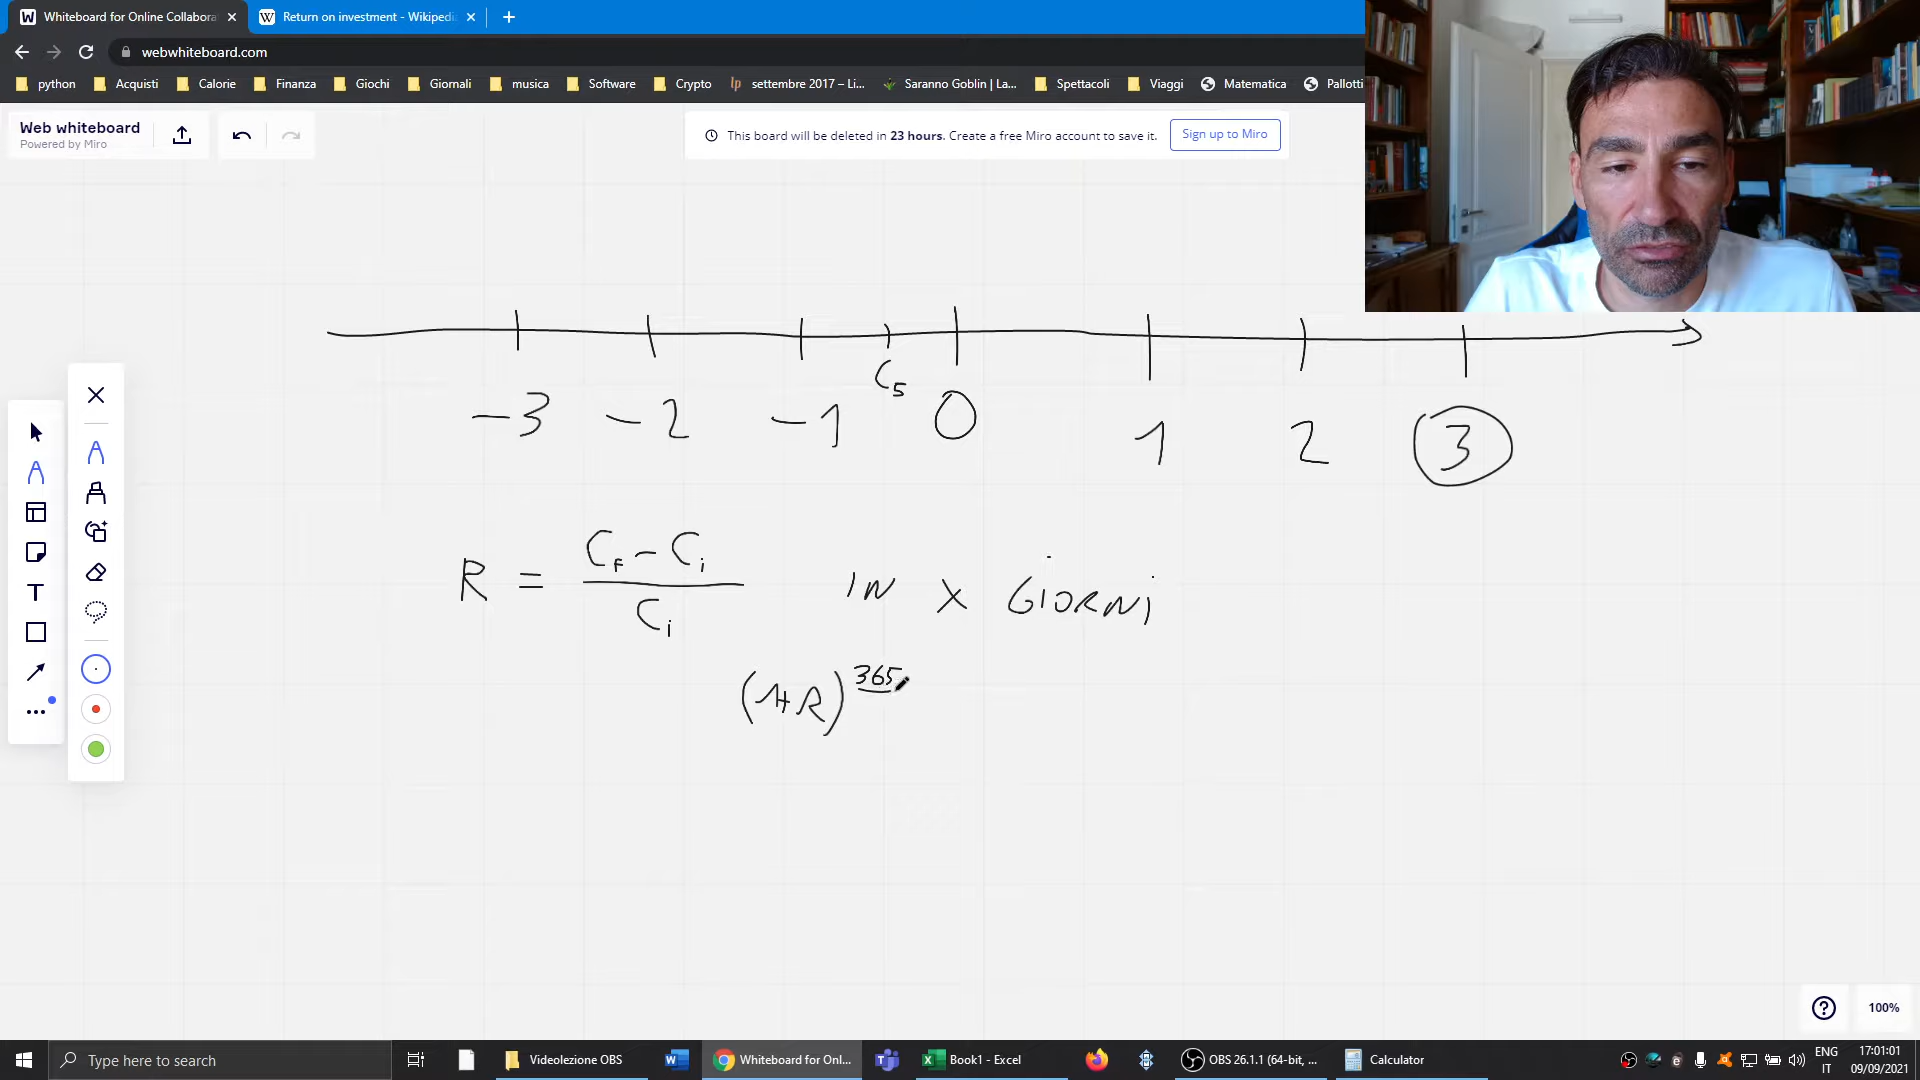 Whiteboard for Online Collabora
Return on investment - Wikipedi
webwhiteboard.com
python Acquisti Calorie Finanza Giochi Giornali musica Software Crypto settembre 2017 – Li... Saranno Goblin | La... Spettacoli Viaggi Matematica Pallotti
Web whiteboard
Powered by Miro
This board will be deleted in 23 hours. Create a free Miro account to save it. Sign up to Miro
C5
-3 -2 -1 0 1 2 3
R = CF - Ci / Ci IN X GIORNI
(1+R)^365
T
100%
Type here to search
Videolezione OBS
Whiteboard for Onl...
Book1 - Excel
OBS 26.1.1 (64-bit, ...
Calculator
ENG
IT
17:01:01
09/09/2021